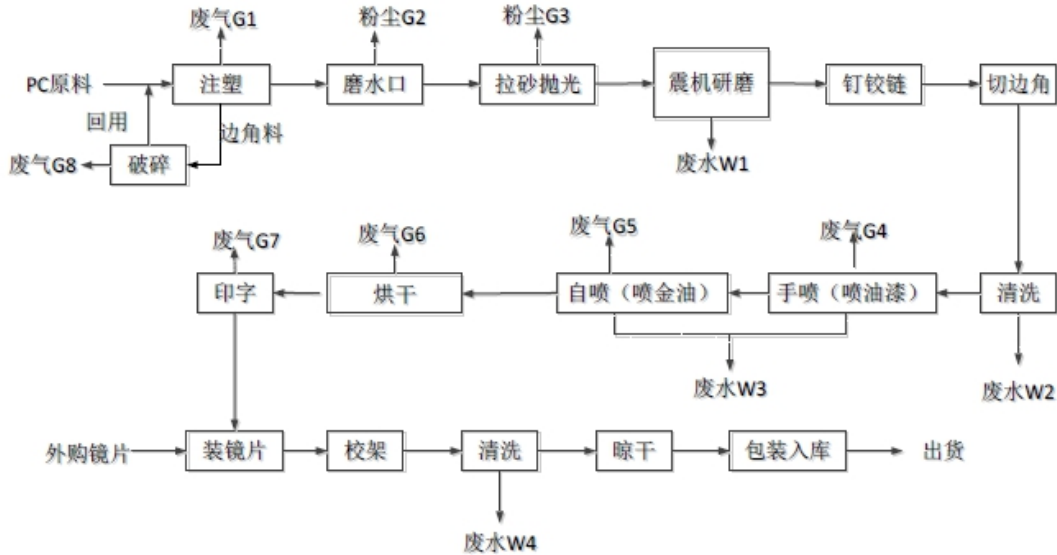 废气G1
粉尘G2
粉尘G3
PC原料
注塑
磨水口
拉砂抛光
震机研磨
钉铰链
切边角
回用
边角料
废气G8
破碎
废水W1
废气G7
废气G6
废气G5
废气G4
印字
烘干
自喷（喷金油）
手喷（喷油漆）
清洗
废水W3
废水W2
外购镜片
装镜片
校架
清洗
晾干
包装入库
出货
废水W4